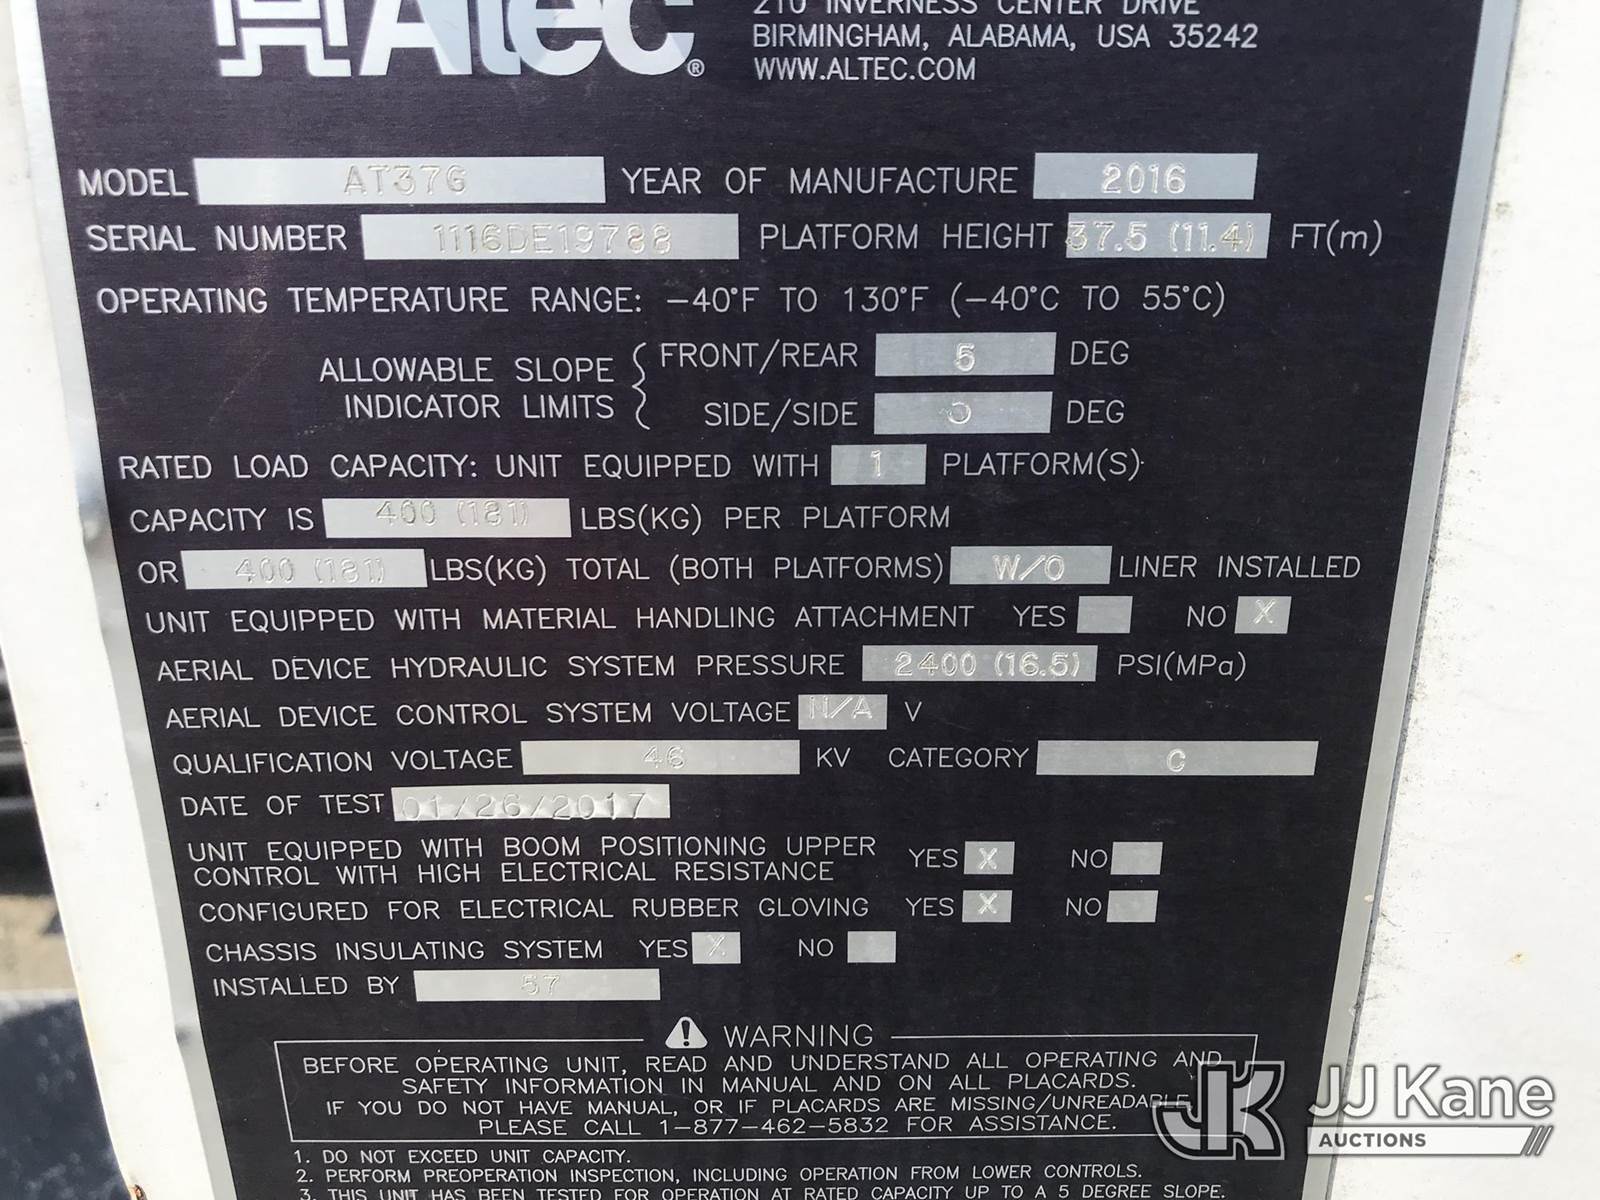 Altec®
210 INVERNESS CENTER DRIVE
BIRMINGHAM, ALABAMA, USA 35242
WWW.ALTEC.COM
MODEL AT37G YEAR OF MANUFACTURE 2016
SERIAL NUMBER 1116DE19788 PLATFORM HEIGHT 37.5 (11.4) FT(m)
OPERATING TEMPERATURE RANGE: -40°F TO 130°F (-40°C TO 55°C)
ALLOWABLE SLOPE INDICATOR LIMITS { FRONT/REAR 5 DEG
SIDE/SIDE 0 DEG
RATED LOAD CAPACITY: UNIT EQUIPPED WITH 1 PLATFORM(S)
CAPACITY IS 400 (181) LBS(KG) PER PLATFORM
OR 400 (181) LBS(KG) TOTAL (BOTH PLATFORMS) W/O LINER INSTALLED
UNIT EQUIPPED WITH MATERIAL HANDLING ATTACHMENT YES NO X
AERIAL DEVICE HYDRAULIC SYSTEM PRESSURE 2400 (16.5) PSI(MPa)
AERIAL DEVICE CONTROL SYSTEM VOLTAGE N/A V
QUALIFICATION VOLTAGE 46 KV CATEGORY C
DATE OF TEST 01/26/2017
UNIT EQUIPPED WITH BOOM POSITIONING UPPER
CONTROL WITH HIGH ELECTRICAL RESISTANCE YES X NO
CONFIGURED FOR ELECTRICAL RUBBER GLOVING YES X NO
CHASSIS INSULATING SYSTEM YES X NO
INSTALLED BY 57
WARNING
BEFORE OPERATING UNIT, READ AND UNDERSTAND ALL OPERATING AND
SAFETY INFORMATION IN MANUAL AND ON ALL PLACARDS.
IF YOU DO NOT HAVE MANUAL, OR IF PLACARDS ARE MISSING/UNREADABLE,
PLEASE CALL 1-877-462-5832 FOR ASSISTANCE.
1. DO NOT EXCEED UNIT CAPACITY.
2. PERFORM PREOPERATION INSPECTION, INCLUDING OPERATION FROM LOWER CONTROLS.
3. THIS UNIT HAS BEEN TESTED FOR OPERATION AT RATED CAPACITY UP TO A 5 DEGREE SLOPE.
JK JJ Kane
AUCTIONS